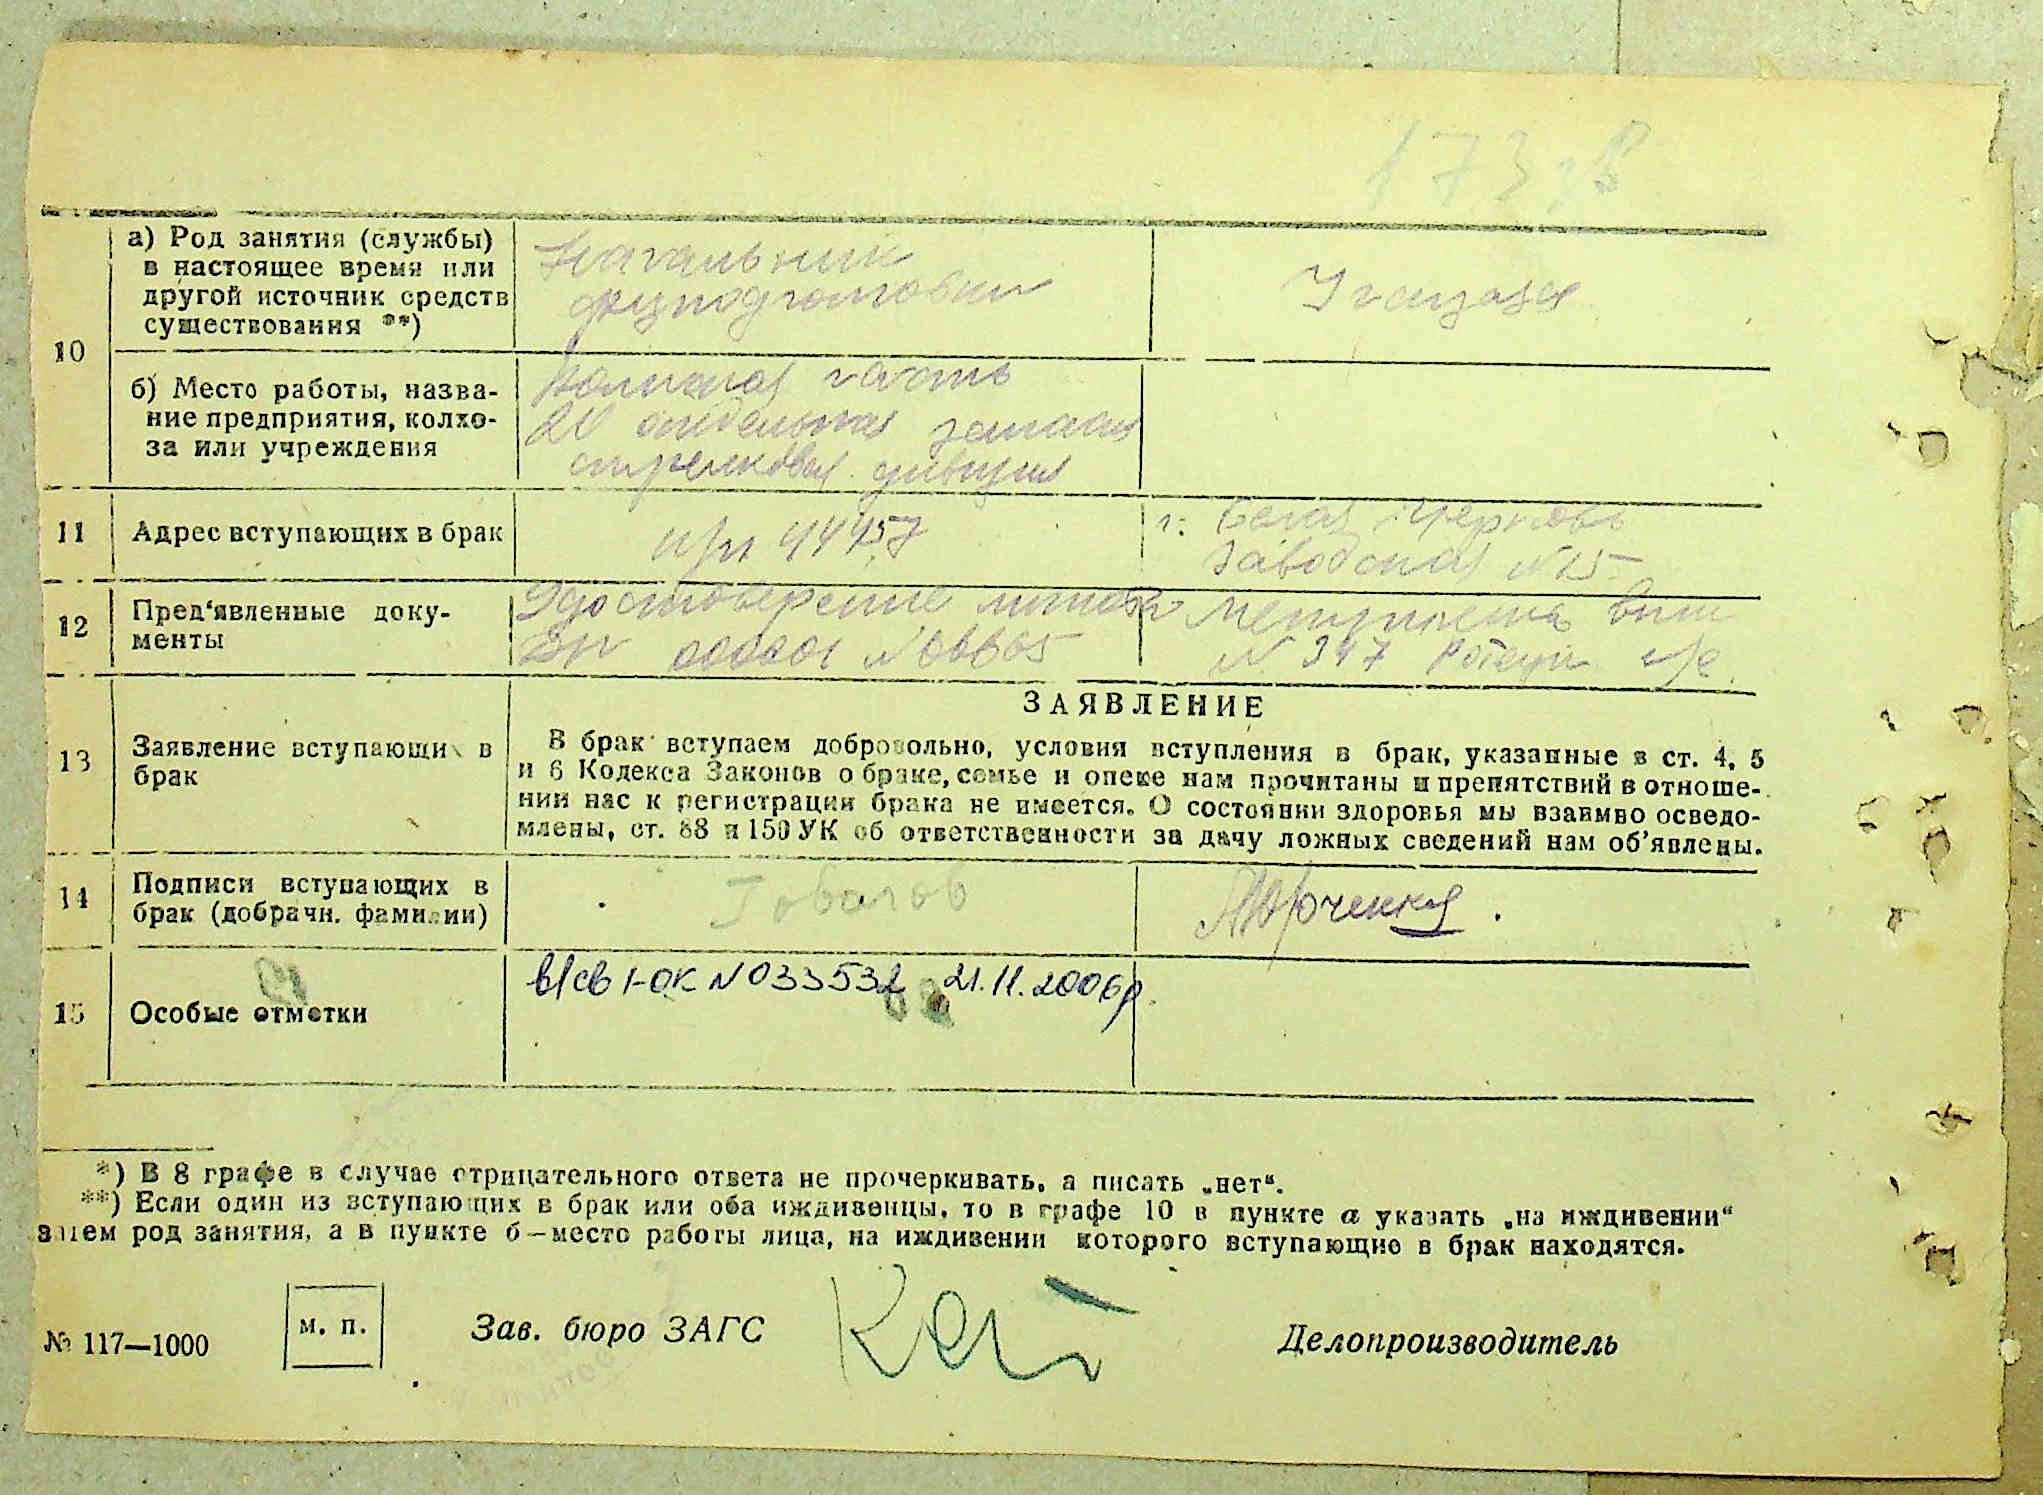 173
а) Род занятия (службы)
в настоящее время или
другой источник средств
существования **)
10
Начальник
физподготовки
Учащаяся
б) Место работы, назва-
ние предприятия, колхо-
за или учреждения
часть
20 отдельная запасная
стрелковая дивизия
11
Адрес вступающих в брак
п/п 44457
г. Белая Церковь
Заводская №15
12
Пред'явленные доку-
менты
Удостоверение личности
№ 00665
N 347
13
Заявление вступающих в
брак
ЗАЯВЛЕНИЕ
В брак вступаем добровольно, условия вступления в брак, указанные в ст. 4, 5
и 6 Кодекса Законов о браке, семье и опеке нам прочитаны и препятствий в отноше-
нии нас к регистрации брака не имеется. О состоянии здоровья мы взаимно осведо-
млены, ст. 88 и 150 УК об ответственности за дачу ложных сведений нам об'явлены.
14
Подписи вступающих в
брак (добрачн. фамилии)
15
Особые отметки
в/св I-ОК N 033532 21.11.2006р.
*) В 8 графе в случае отрицательного ответа не прочеркивать, а писать „нет“.
**) Если один из вступающих в брак или оба иждивенцы, то в графе 10 в пункте а указать „на иждивении“
затем род занятия, а в пункте б—место работы лица, на иждивении которого вступающие в брак находятся.
№ 117—1000
м. п.
Зав. бюро ЗАГС
Делопроизводитель